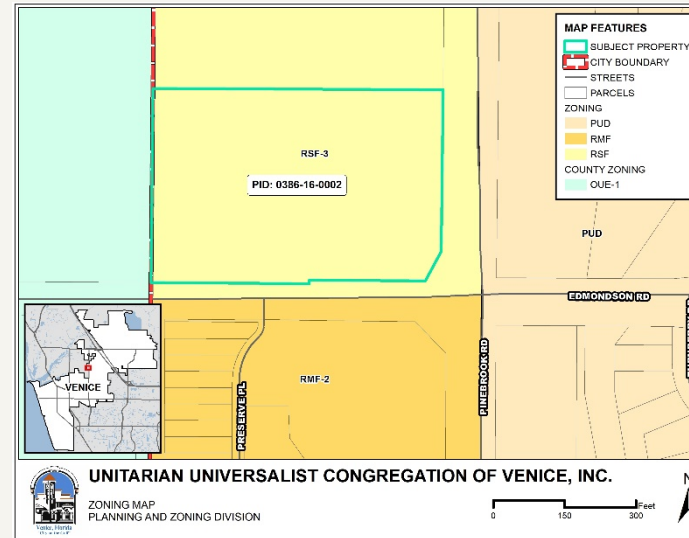 MAP FEATURES
SUBJECT PROPERTY
CITY BOUNDARY
STREETS
PARCELS
ZONING
PUD
RMF
RSF
COUNTY ZONING
OUE-1
RSF-3
PID: 0386-16-0002
PUD
EDMONDSON RD
VENICE
PRESERVE PL
RMF-2
PINEBROOK RD
UNITARIAN UNIVERSALIST CONGREGATION OF VENICE, INC.
ZONING MAP
PLANNING AND ZONING DIVISION
Feet
0 150 300
N